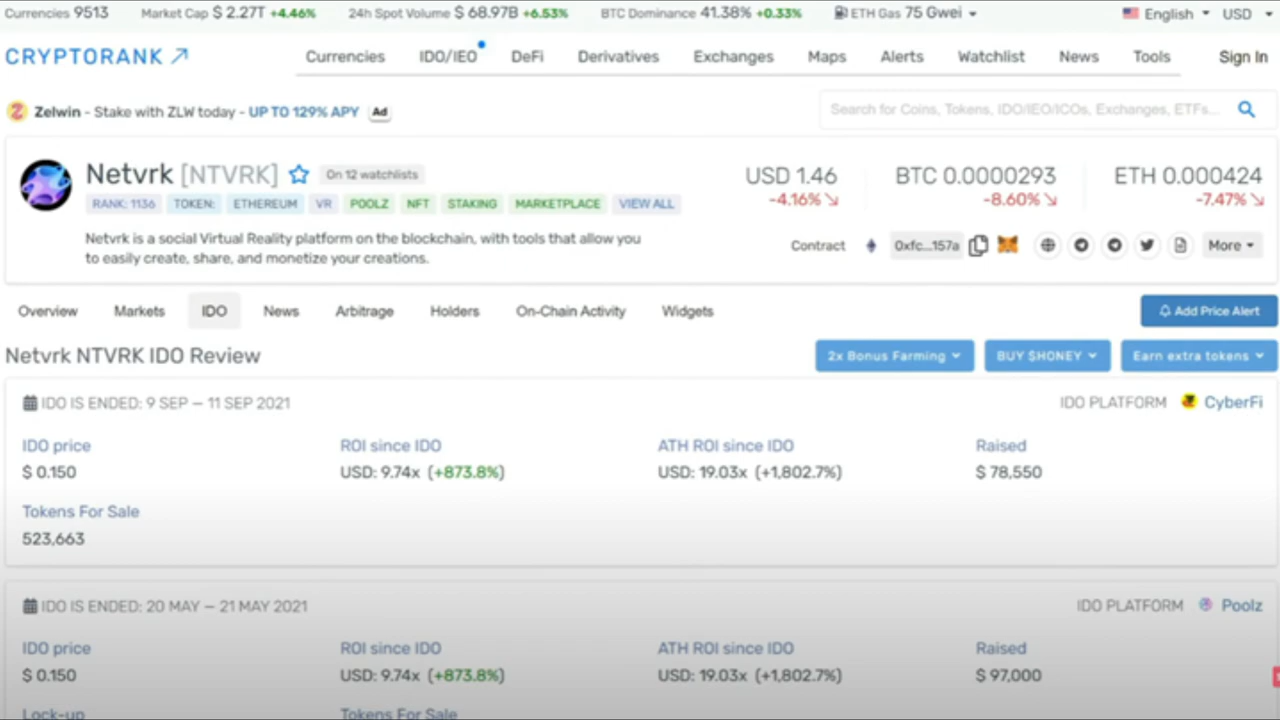 Currencies 9513 Market Cap $ 2.27T +4.46% 24h Spot Volume $ 68.97B +6.53% BTC Dominance 41.38% +0.33% ETH Gas 75 Gwei English USD
CRYPTORANK Currencies IDO/IEO DeFi Derivatives Exchanges Maps Alerts Watchlist News Tools Sign In
Zelwin - Stake with ZLW today - UP TO 129% APY Ad Search for Coins, Tokens, IDO/IEO/ICOs, Exchanges, ETFs...
Netvrk [NTVRK] On 12 watchlists USD 1.46 BTC 0.0000293 ETH 0.000424
-4.16% -8.60% -7.47%
RANK: 1136 TOKEN: ETHEREUM VR POOLZ NFT STAKING MARKETPLACE VIEW ALL
Netvrk is a social Virtual Reality platform on the blockchain, with tools that allow you
to easily create, share, and monetize your creations.
Contract 0xfc...157a More
Overview Markets IDO News Arbitrage Holders On-Chain Activity Widgets Add Price Alert
Netvrk NTVRK IDO Review 2x Bonus Farming BUY $HONEY Earn extra tokens
IDO IS ENDED: 9 SEP — 11 SEP 2021 IDO PLATFORM CyberFi
IDO price ROI since IDO ATH ROI since IDO Raised
$ 0.150 USD: 9.74x (+873.8%) USD: 19.03x (+1,802.7%) $ 78,550
Tokens For Sale
523,663
IDO IS ENDED: 20 MAY — 21 MAY 2021 IDO PLATFORM Poolz
IDO price ROI since IDO ATH ROI since IDO Raised
$ 0.150 USD: 9.74x (+873.8%) USD: 19.03x (+1,802.7%) $ 97,000
Lock-up Tokens For Sale